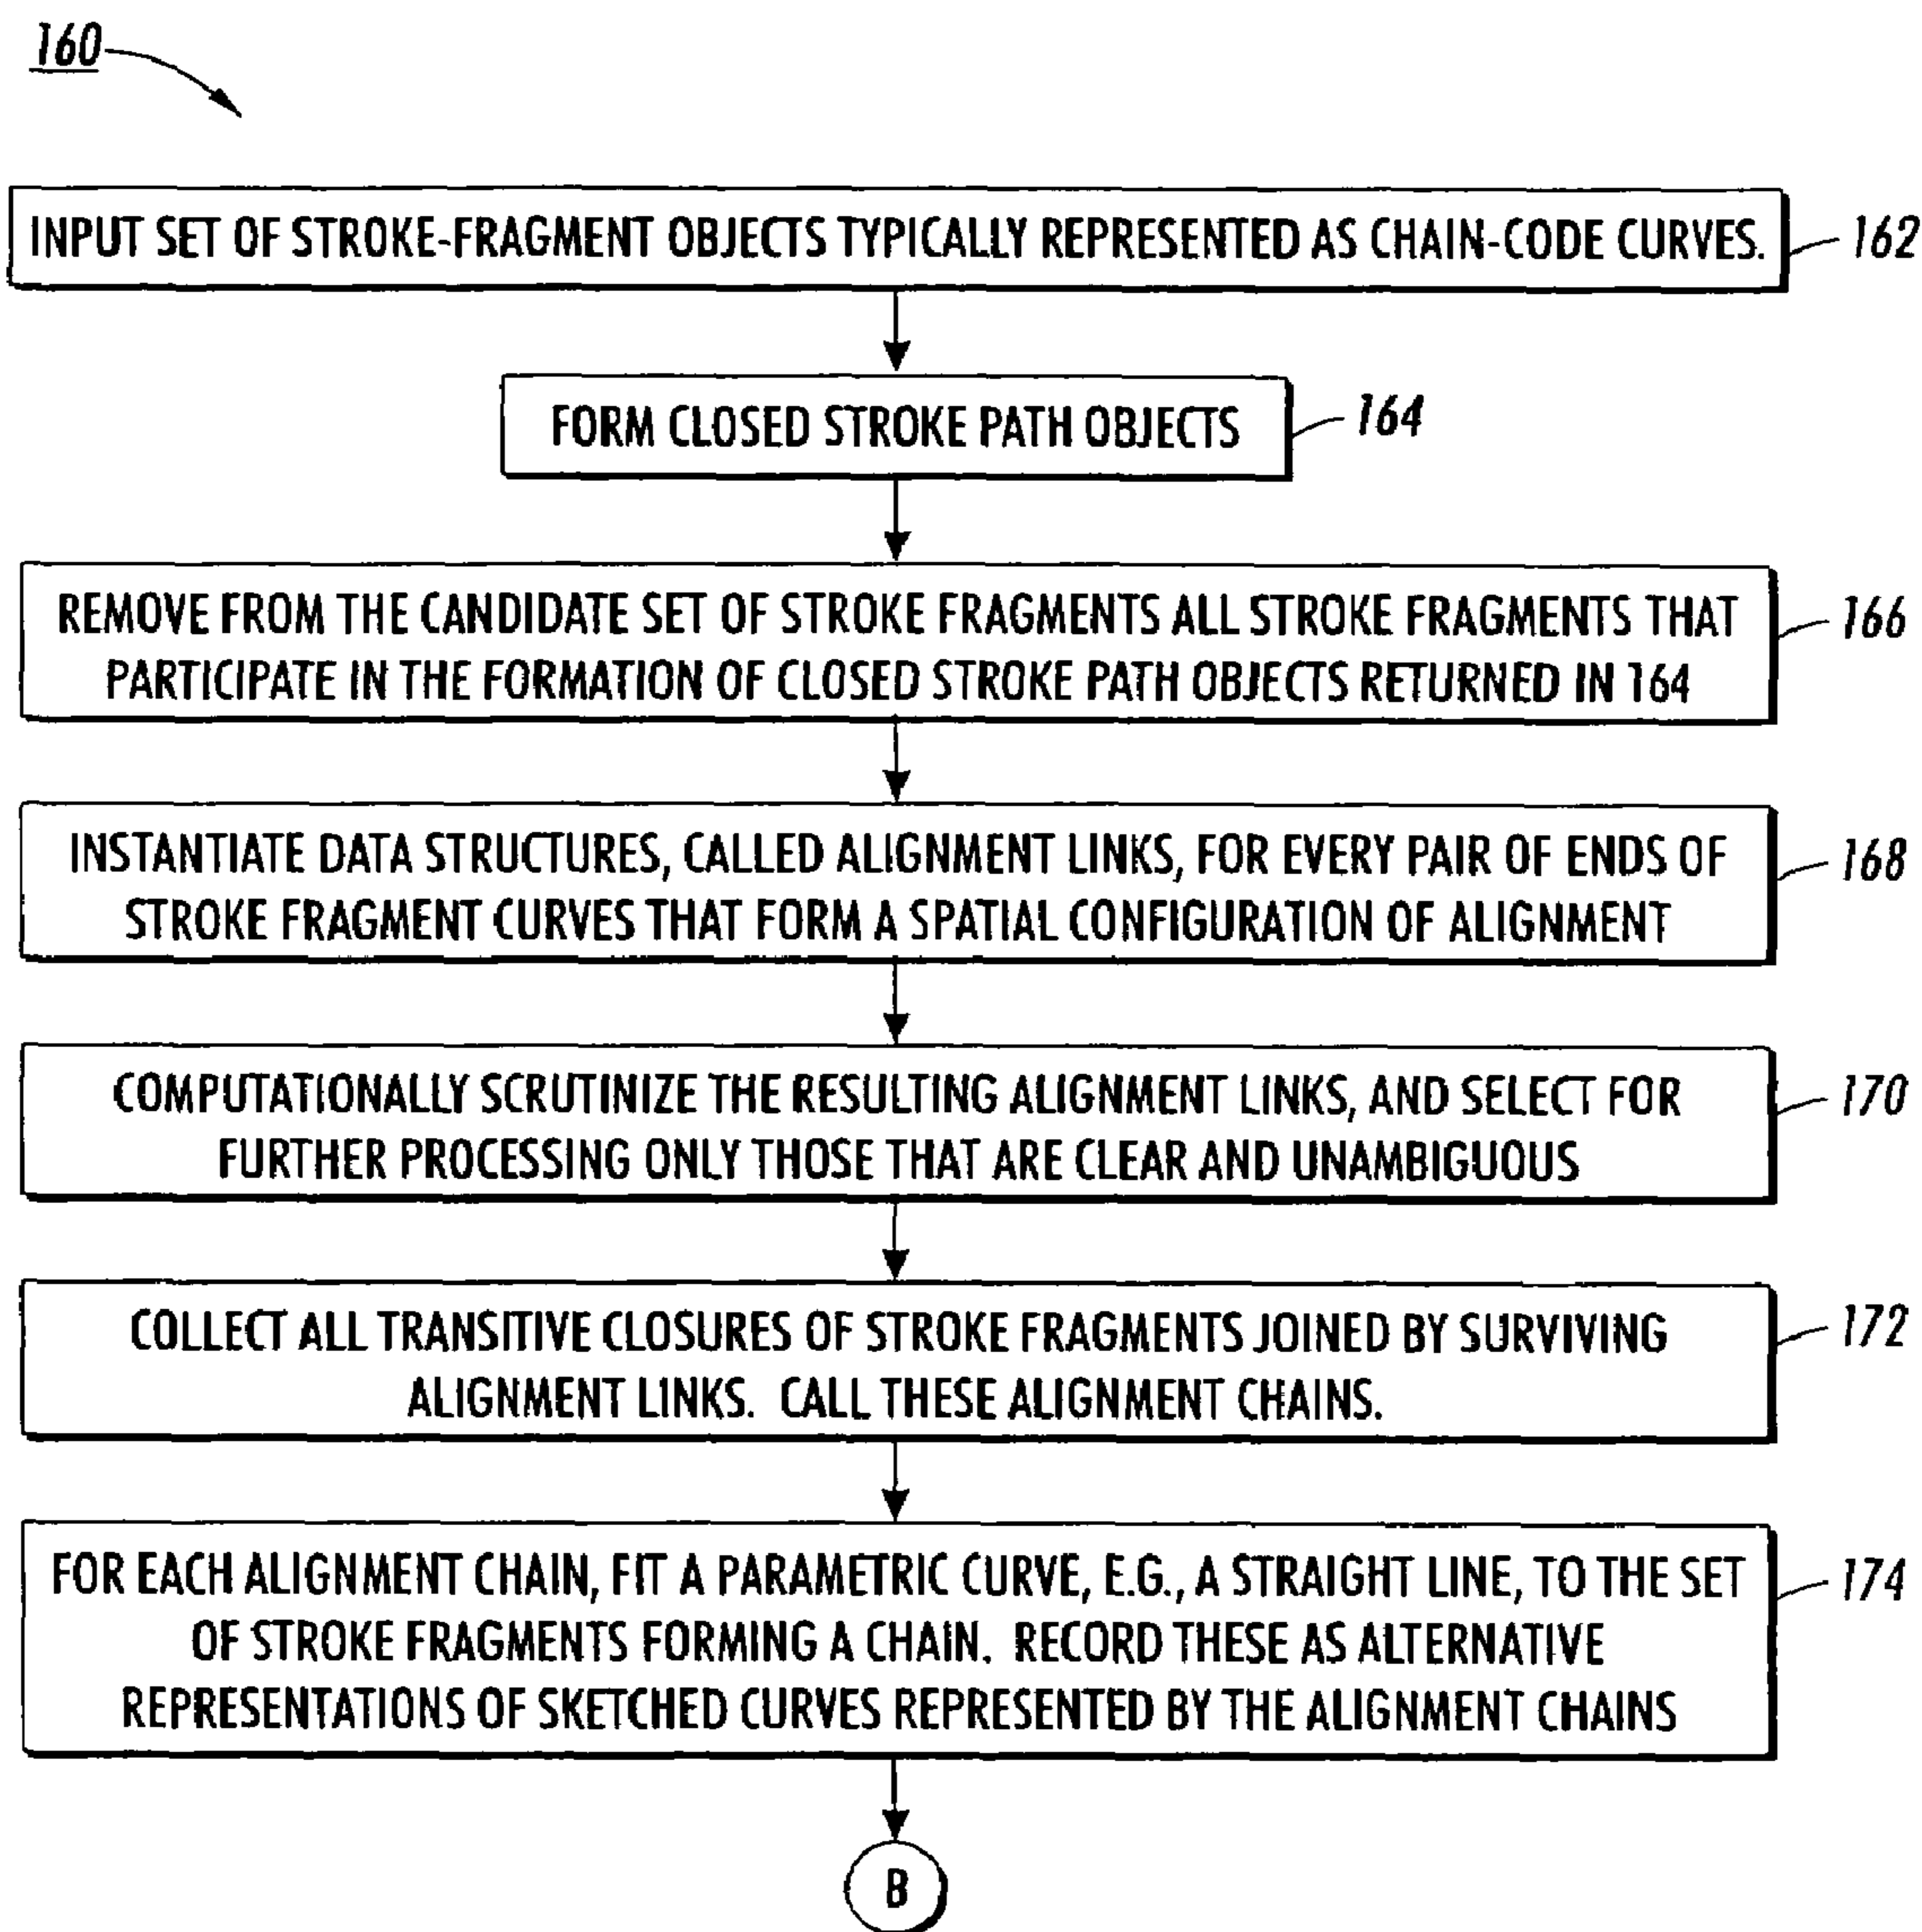 160
INPUT SET OF STROKE-FRAGMENT OBJECTS TYPICALLY REPRESENTED AS CHAIN-CODE CURVES.
162
FORM CLOSED STROKE PATH OBJECTS
164
REMOVE FROM THE CANDIDATE SET OF STROKE FRAGMENTS ALL STROKE FRAGMENTS THAT
PARTICIPATE IN THE FORMATION OF CLOSED STROKE PATH OBJECTS RETURNED IN 164
166
INSTANTIATE DATA STRUCTURES, CALLED ALIGNMENT LINKS, FOR EVERY PAIR OF ENDS OF
STROKE FRAGMENT CURVES THAT FORM A SPATIAL CONFIGURATION OF ALIGNMENT
168
COMPUTATIONALLY SCRUTINIZE THE RESULTING ALIGNMENT LINKS, AND SELECT FOR
FURTHER PROCESSING ONLY THOSE THAT ARE CLEAR AND UNAMBIGUOUS
170
COLLECT ALL TRANSITIVE CLOSURES OF STROKE FRAGMENTS JOINED BY SURVIVING
ALIGNMENT LINKS. CALL THESE ALIGNMENT CHAINS.
172
FOR EACH ALIGNMENT CHAIN, FIT A PARAMETRIC CURVE, E.G., A STRAIGHT LINE, TO THE SET
OF STROKE FRAGMENTS FORMING A CHAIN. RECORD THESE AS ALTERNATIVE
REPRESENTATIONS OF SKETCHED CURVES REPRESENTED BY THE ALIGNMENT CHAINS
174
B